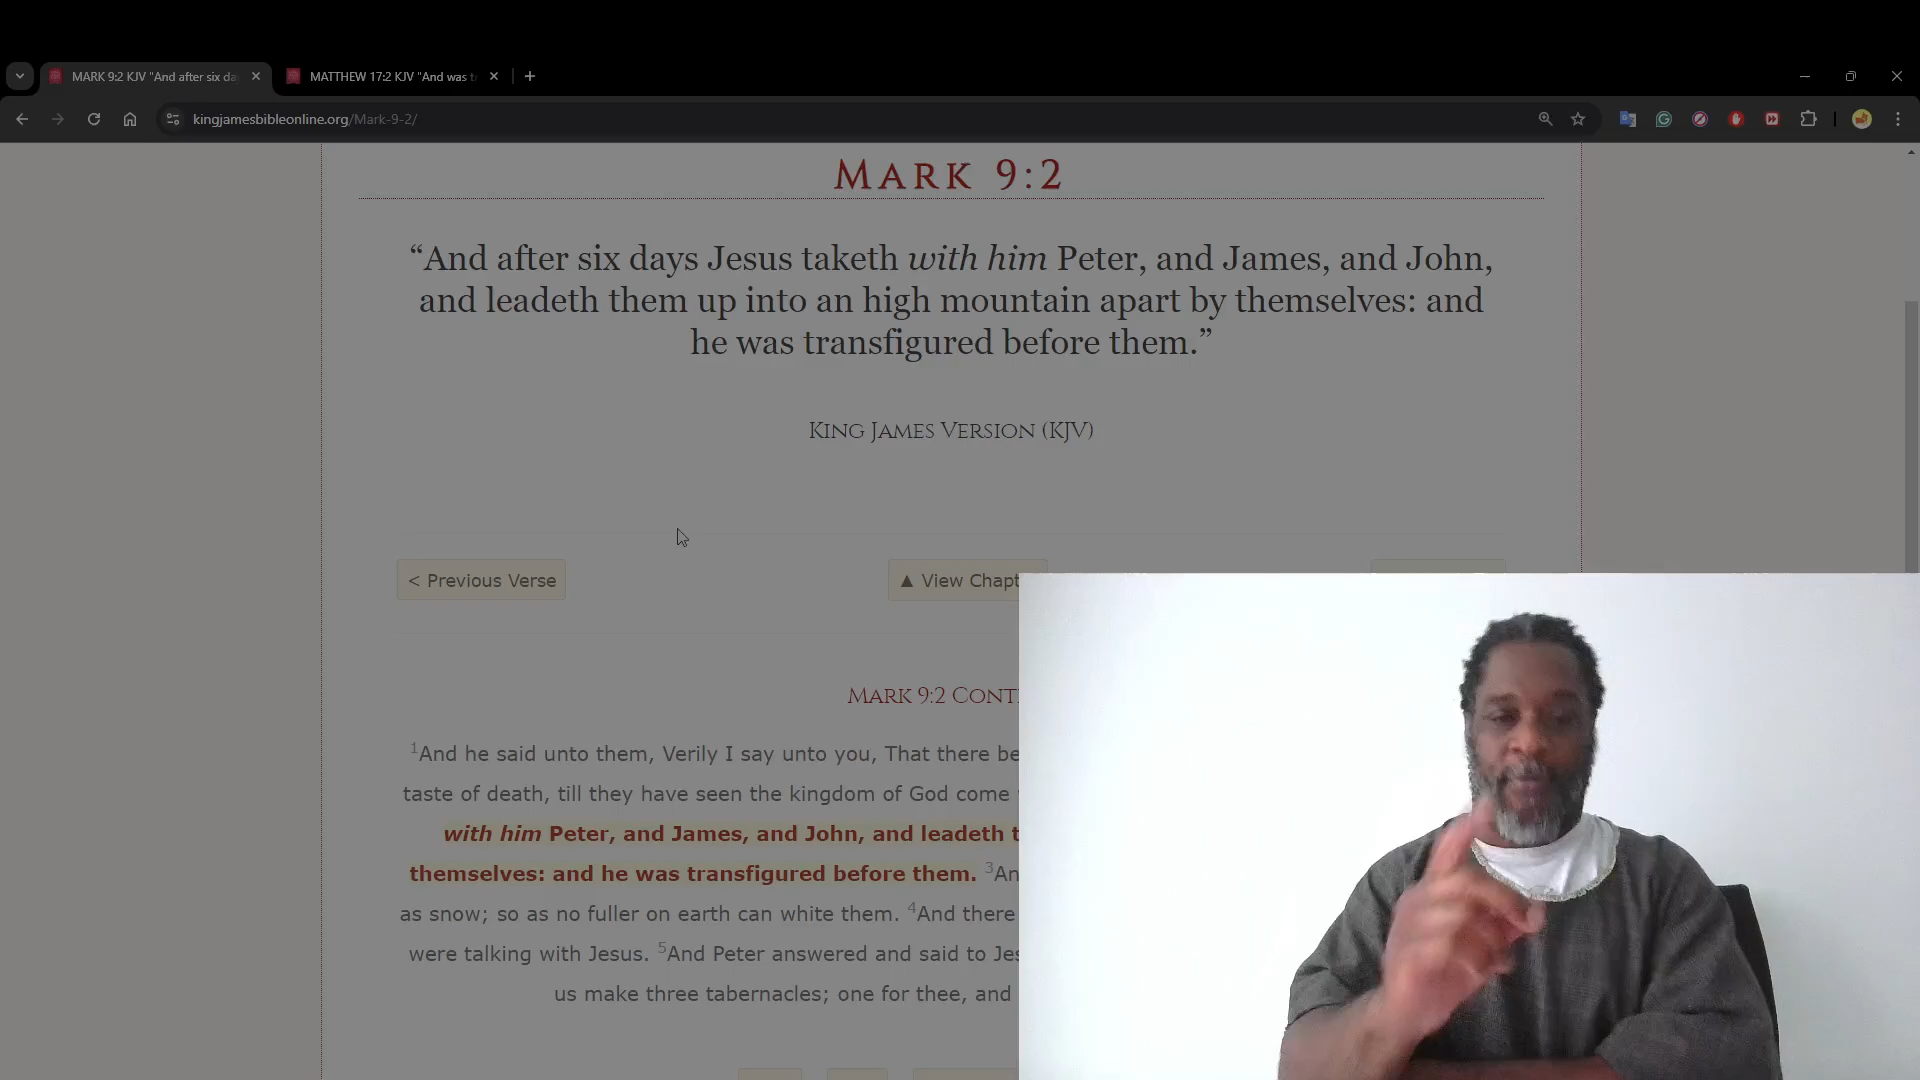 MARK 9:2 KJV "And after six da
MATTHEW 17:2 KJV "And was t
kingjamesbibleonline.org/Mark-9-2/
MARK 9:2
“And after six days Jesus taketh with him Peter, and James, and John,
and leadeth them up into an high mountain apart by themselves: and
he was transfigured before them.”
KING JAMES VERSION (KJV)
< Previous Verse
▲ View Chapt
MARK 9:2 CONT
1And he said unto them, Verily I say unto you, That there be
taste of death, till they have seen the kingdom of God come
with him Peter, and James, and John, and leadeth t
themselves: and he was transfigured before them. 3An
as snow; so as no fuller on earth can white them. 4And there
were talking with Jesus. 5And Peter answered and said to Jes
us make three tabernacles; one for thee, and